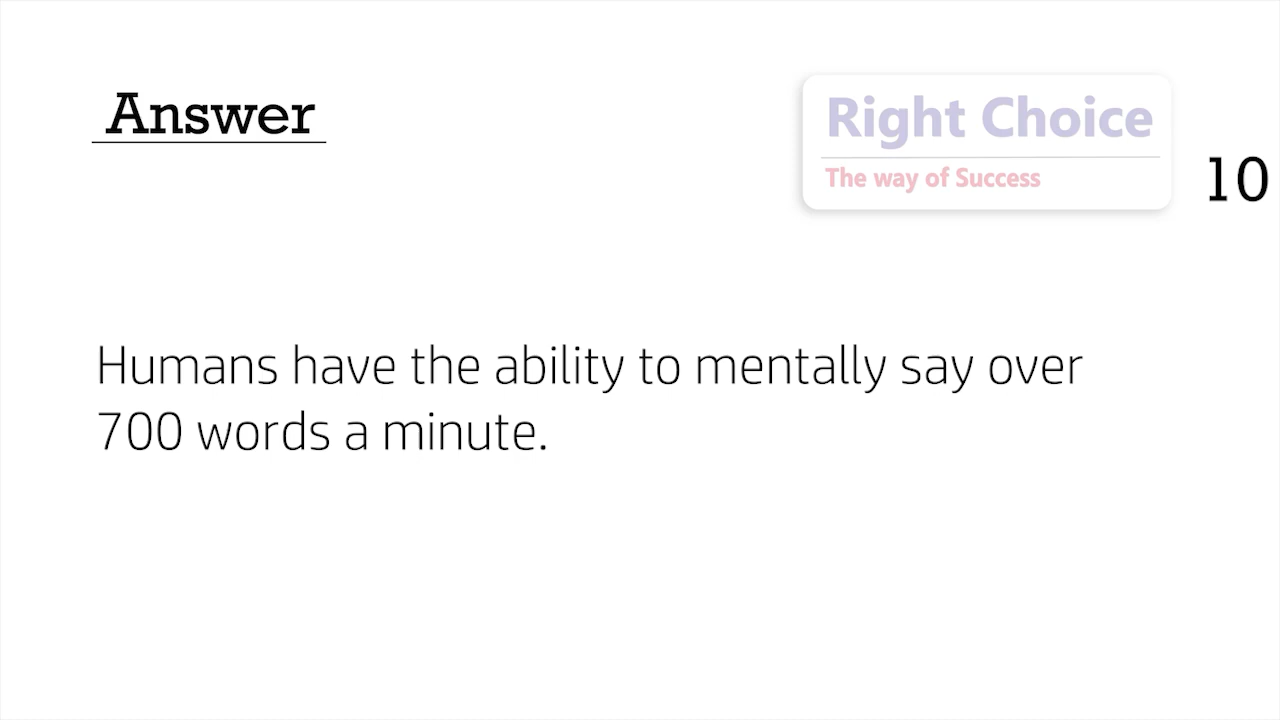 Answer
Right Choice
The way of Success
10
Humans have the ability to mentally say over
700 words a minute.